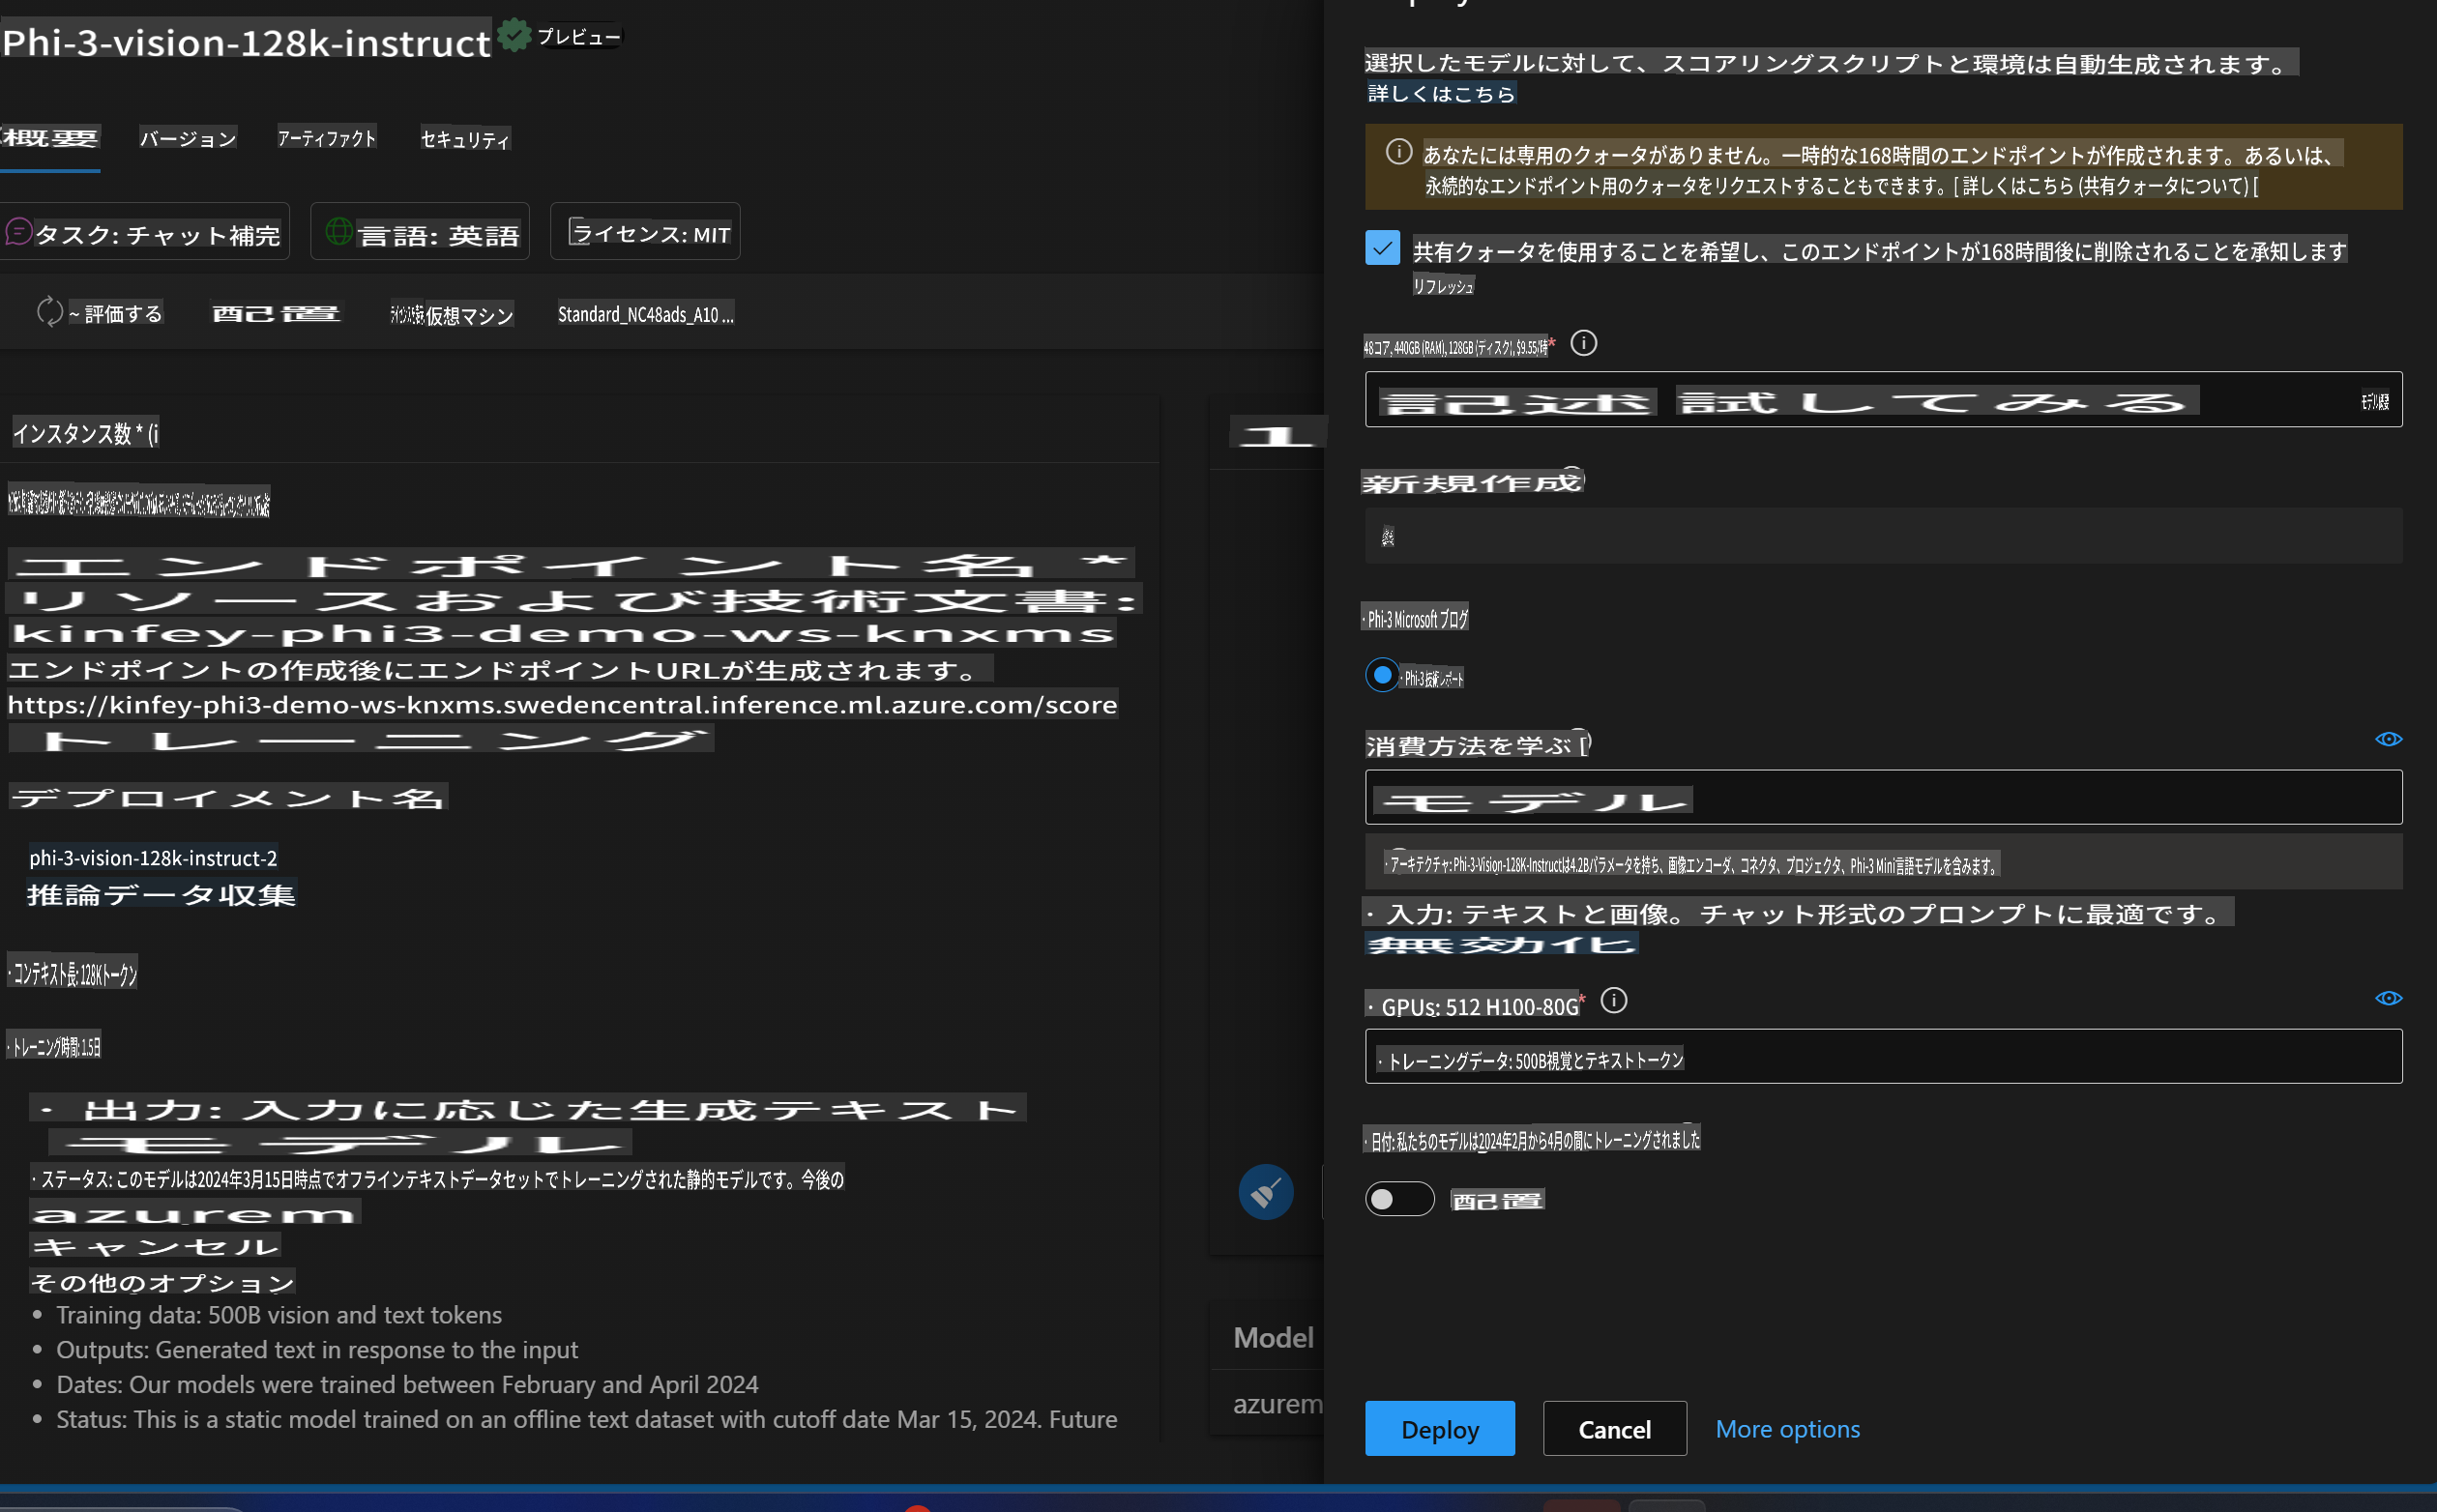 Phi-3-vision-128k-instruct プレビュー
概要 バージョン アーティファクト セキュリティ
タスク: チャット補完 言語: 英語 ライセンス: MIT
~ 評価する 配置 仮想マシン Standard_NC48ads_A10 ...
インスタンス数 * (i
エンドポイント名 *
リソースおよび技術文書:
kinfey-phi3-demo-ws-knxms
エンドポイントの作成後にエンドポイントURLが生成されます。
https://kinfey-phi3-demo-ws-knxms.swedencentral.inference.ml.azure.com/score
トレーニング
デプロイメント名
phi-3-vision-128k-instruct-2
推論データ収集
· コンテキスト長: 128Kトークン
· トレーニング時間: 1.5日
· 出力: 入力に応じた生成テキスト
モデル
· ステータス: このモデルは2024年3月15日時点でオフラインテキストデータセットでトレーニングされた静的モデルです。今後の
azurem
キャンセル
その他のオプション
• Training data: 500B vision and text tokens
• Outputs: Generated text in response to the input
• Dates: Our models were trained between February and April 2024
• Status: This is a static model trained on an offline text dataset with cutoff date Mar 15, 2024. Future
1
Model
azurem
選択したモデルに対して、スコアリングスクリプトと環境は自動生成されます。
詳しくはこちら
あなたには専用のクォータがありません。一時的な168時間のエンドポイントが作成されます。あるいは、
永続的なエンドポイント用のクォータをリクエストすることもできます。[ 詳しくはこちら (共有クォータについて) [
共有クォータを使用することを希望し、このエンドポイントが168時間後に削除されることを承知します
リフレッシュ
48コア, 440GB (RAM), 128GB (ディスク), $9.55/時*
記述 試してみる モデル概要
新規作成
· Phi-3 Microsoft ブログ
· Phi-3 技術レポート
消費方法を学ぶ [
モデル
· アーキテクチャ: Phi-3-Vision-128K-Instructは4.2Bパラメータを持ち、画像エンコーダ、コネクタ、プロジェクタ、Phi-3 Mini言語モデルを含みます。
· 入力: テキストと画像。チャット形式のプロンプトに最適です。
無効化
· GPUs: 512 H100-80G*
· トレーニングデータ: 500B視覚とテキストトークン
· 日付: 私たちのモデルは2024年2月から4月の間にトレーニングされました
配置
Deploy Cancel More options